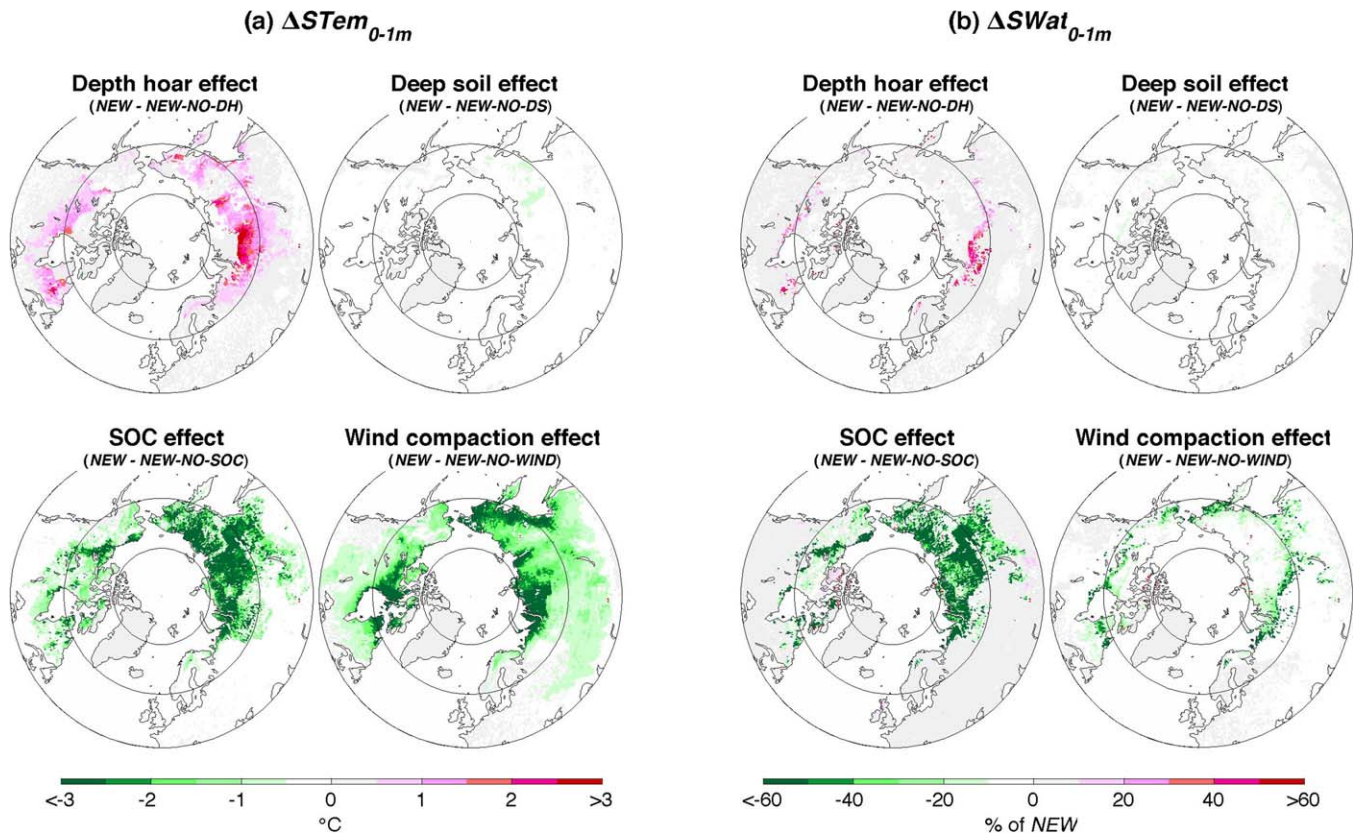 (a) ΔSTem0-1m
Depth hoar effect
(NEW - NEW-NO-DH)
Deep soil effect
(NEW - NEW-NO-DS)
SOC effect
(NEW - NEW-NO-SOC)
Wind compaction effect
(NEW - NEW-NO-WIND)
<-3 -2 -1 0 1 2 >3
°C
(b) ΔSWat0-1m
Depth hoar effect
(NEW - NEW-NO-DH)
Deep soil effect
(NEW - NEW-NO-DS)
SOC effect
(NEW - NEW-NO-SOC)
Wind compaction effect
(NEW - NEW-NO-WIND)
<-60 -40 -20 0 20 40 >60
% of NEW